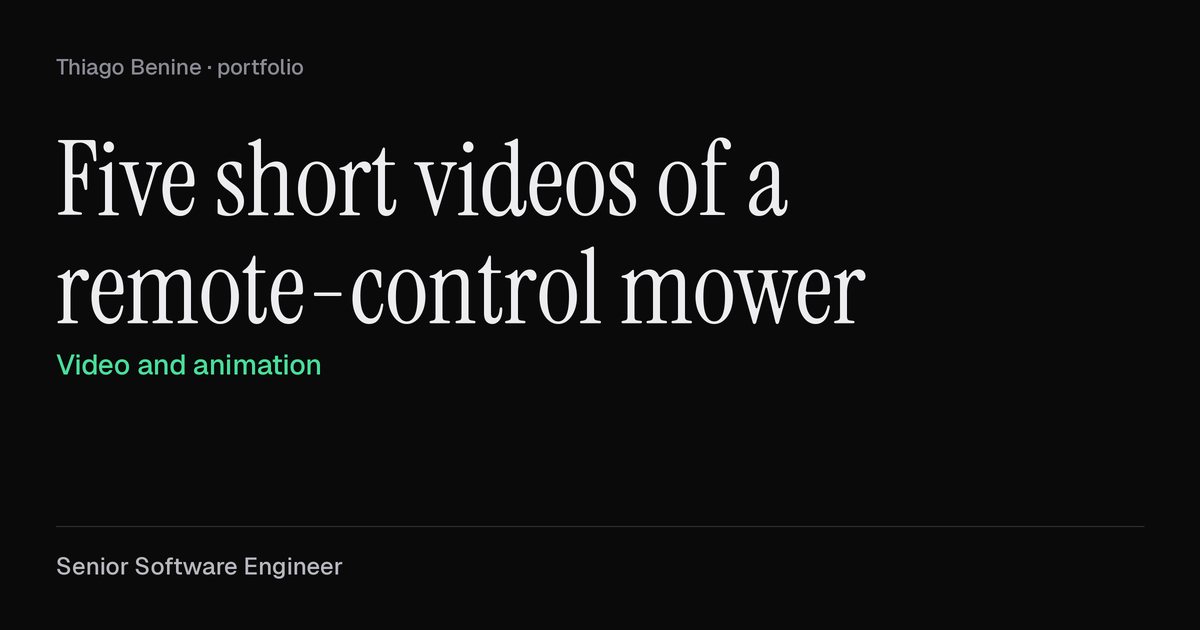 Thiago Benine · portfolio
Five short videos of a
remote-control mower
Video and animation
Senior Software Engineer